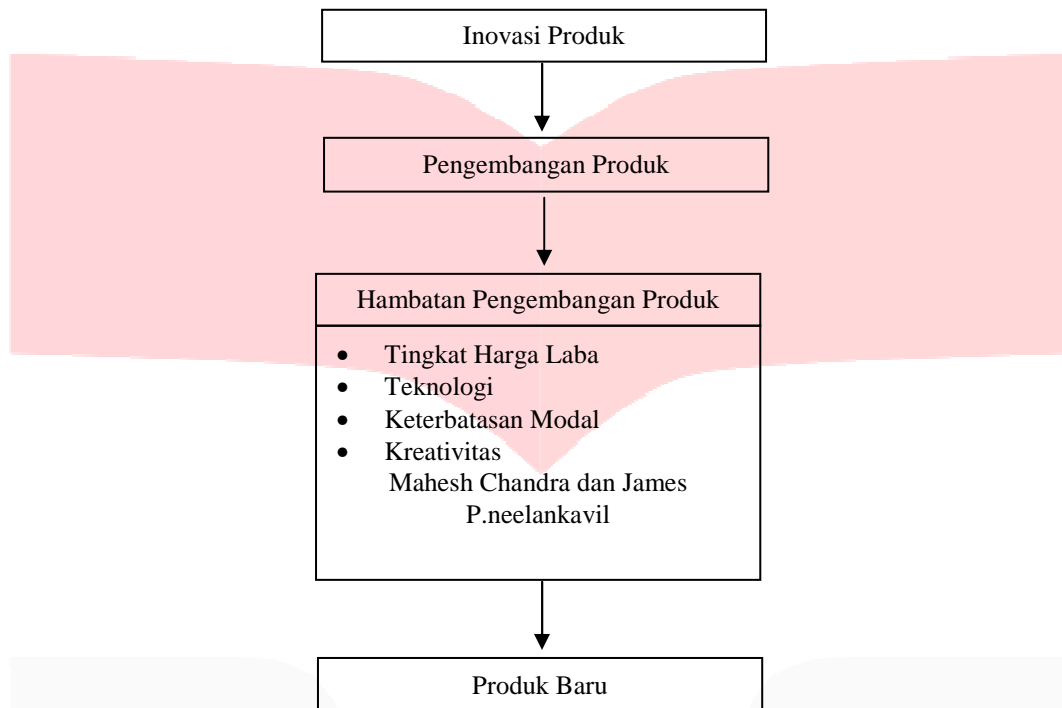 Inovasi Produk
Pengembangan Produk
Hambatan Pengembangan Produk
• Tingkat Harga Laba
• Teknologi
• Keterbatasan Modal
• Kreativitas
Mahesh Chandra dan James
P.neelankavil
Produk Baru